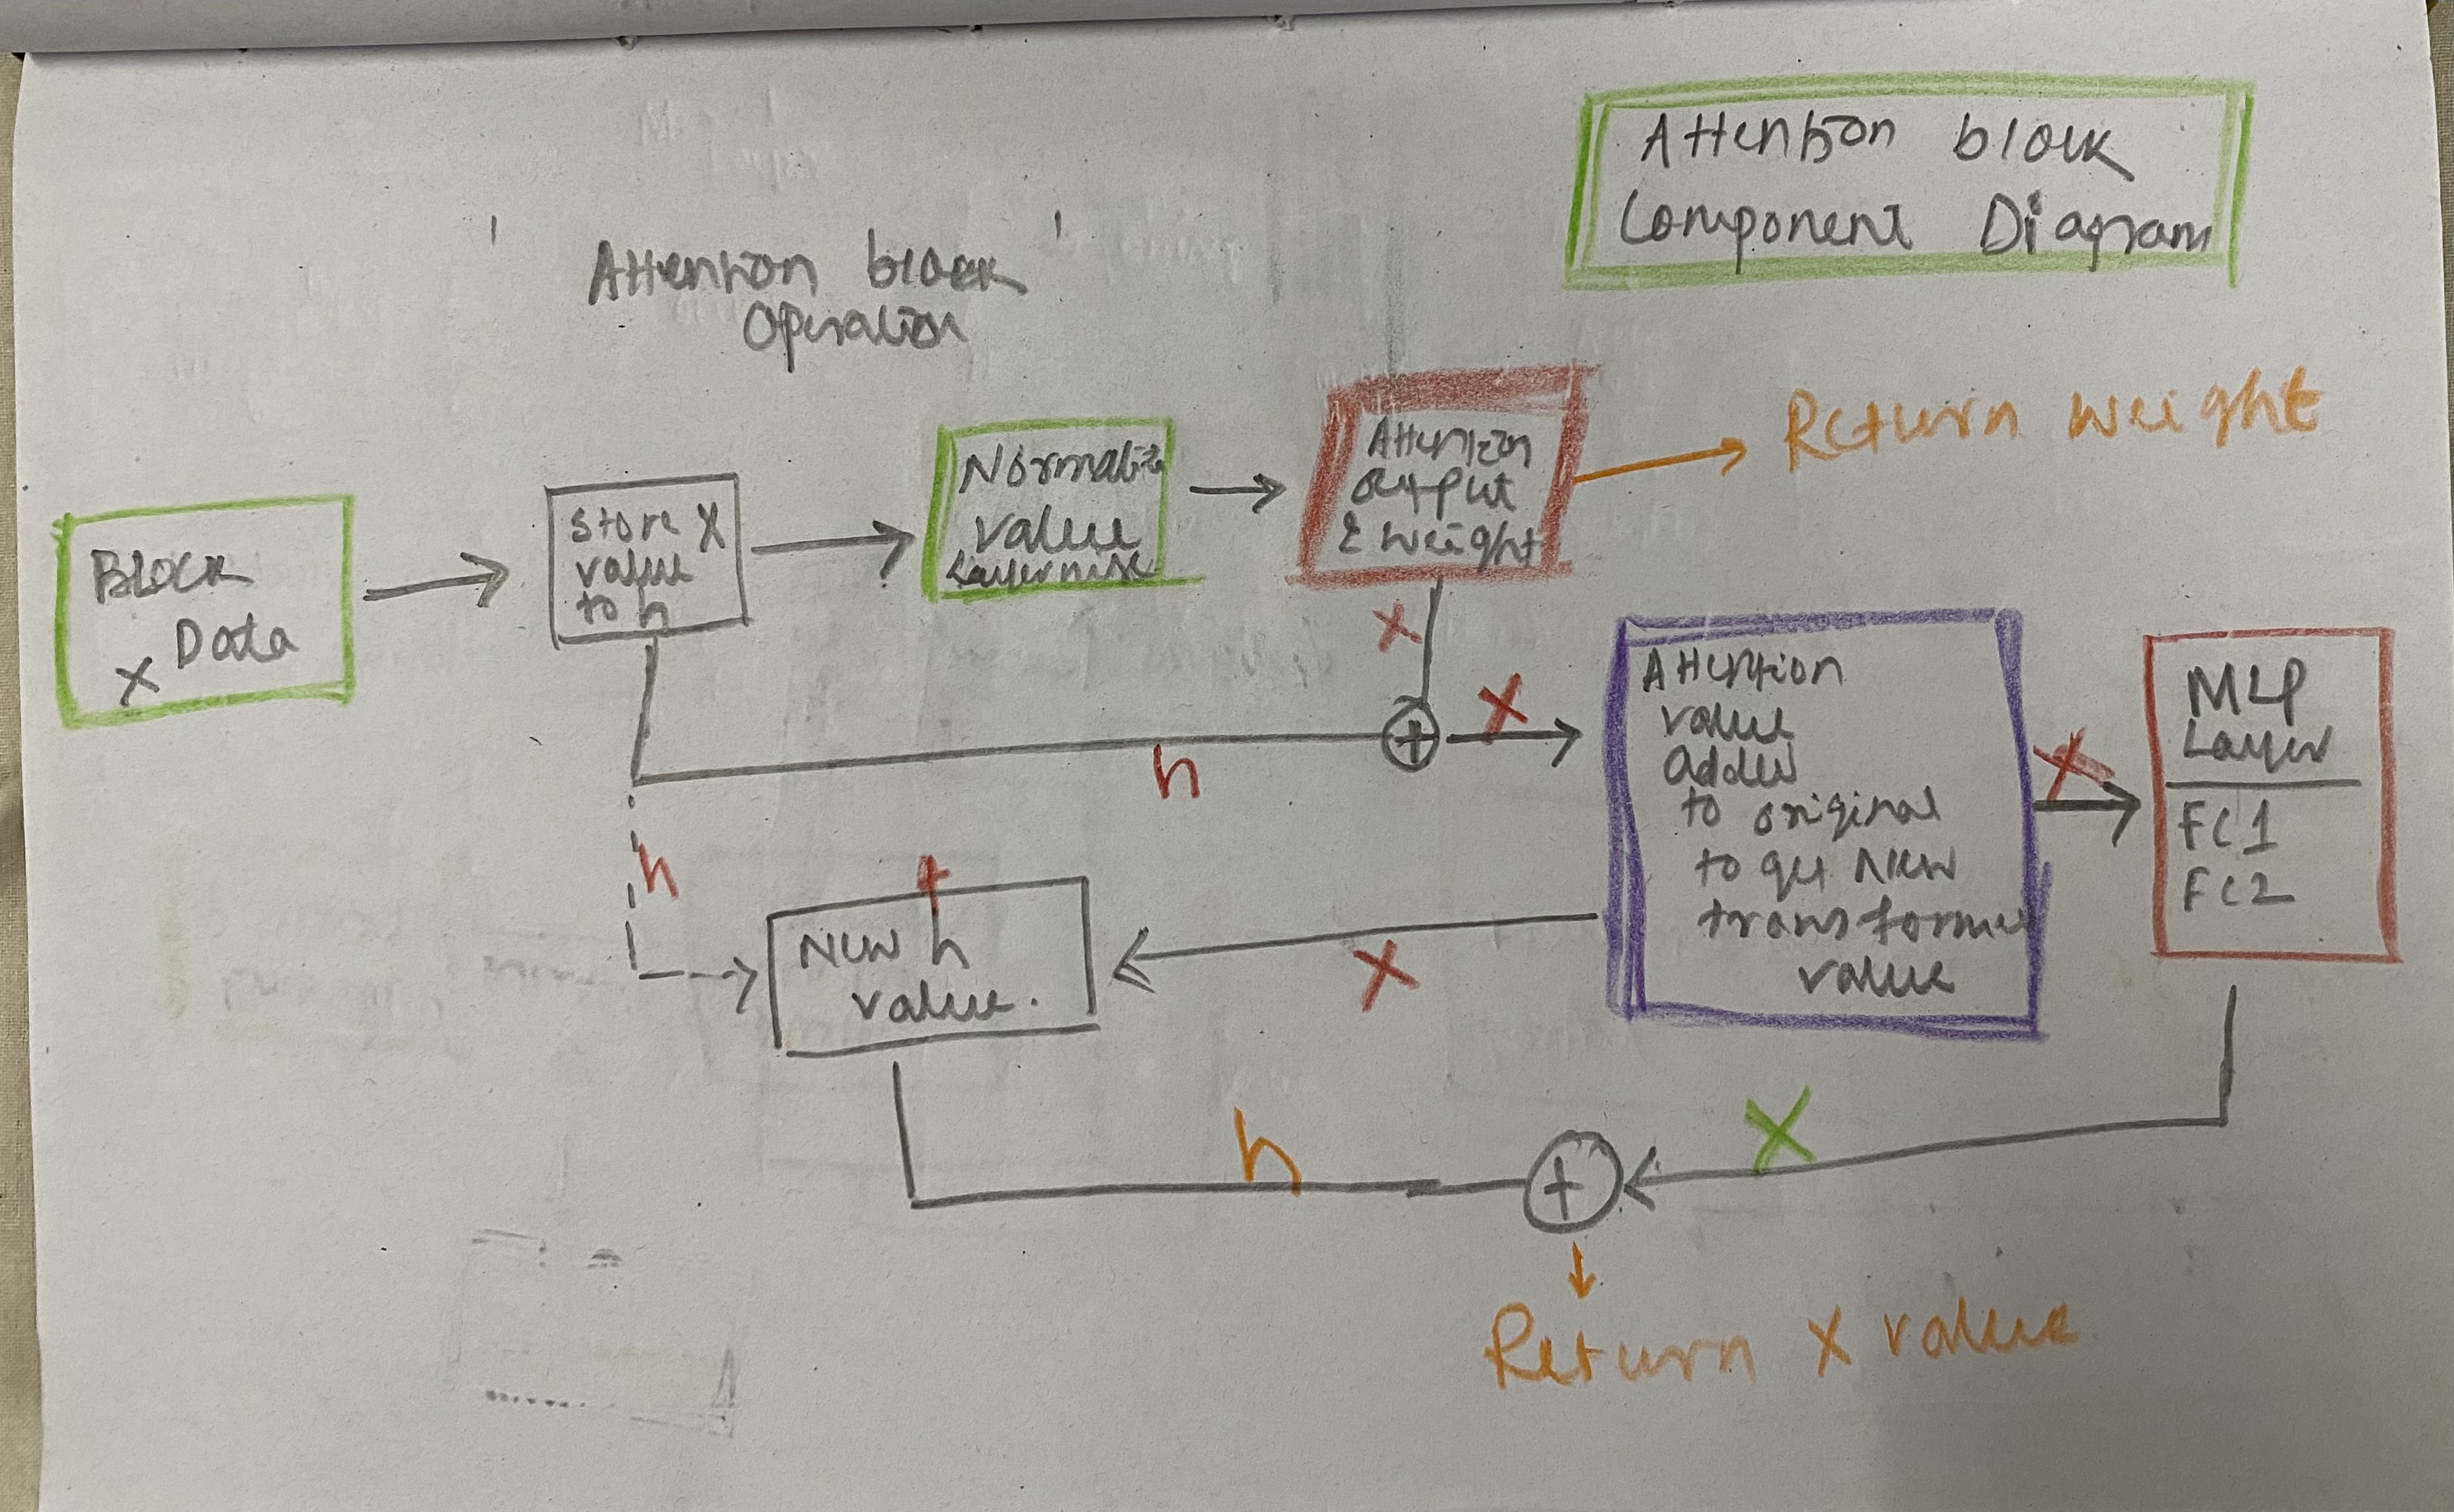 Attention block
Component Diagram
' Attention block '
Operation
Return weight
Block
Data
X
store X
value
to h
Normalize
value
Layerwise
Attention
output
& weight
X
h
X
Attention
value
added
to original
to get New
transformer
value
X
MLP
Layer
FC1
FC2
h
+
New h
value.
X
h
+
X
Return X value